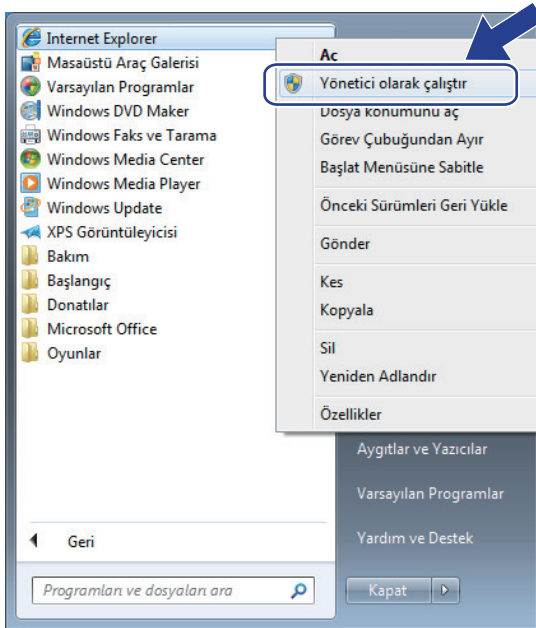 Internet Explorer
Masaüstü Araç Galerisi
Varsayılan Programlar
Windows DVD Maker
Windows Faks ve Tarama
Windows Media Center
Windows Media Player
Windows Update
XPS Görüntüleyicisi
Bakım
Başlangıç
Donatılar
Microsoft Office
Oyunlar
Geri
Programları ve dosyaları ara
Aç
Yönetici olarak çalıştır
Dosya konumunu aç
Görev Çubuğundan Ayır
Başlat Menüsüne Sabitle
Önceki Sürümleri Geri Yükle
Gönder
Kes
Kopyala
Sil
Yeniden Adlandır
Özellikler
Aygıtlar ve Yazıcılar
Varsayılan Programlar
Yardım ve Destek
Kapat